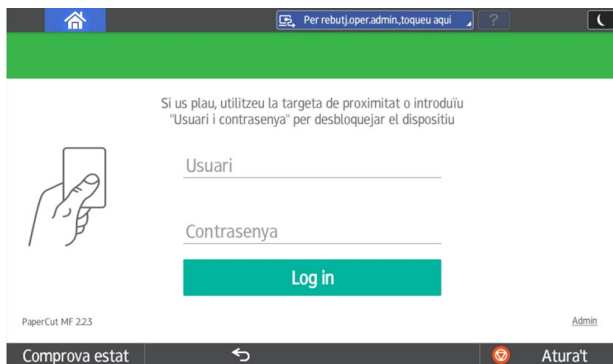 Per rebutj.oper.admin.,toqueu aquí
?
Si us plau, utilitzeu la targeta de proximitat o introduïu
"Usuari i contrasenya" per desbloquejar el dispositiu
Usuari
Contrasenya
Log in
PaperCut MF 22.3
Admin
Comprova estat
Atura't